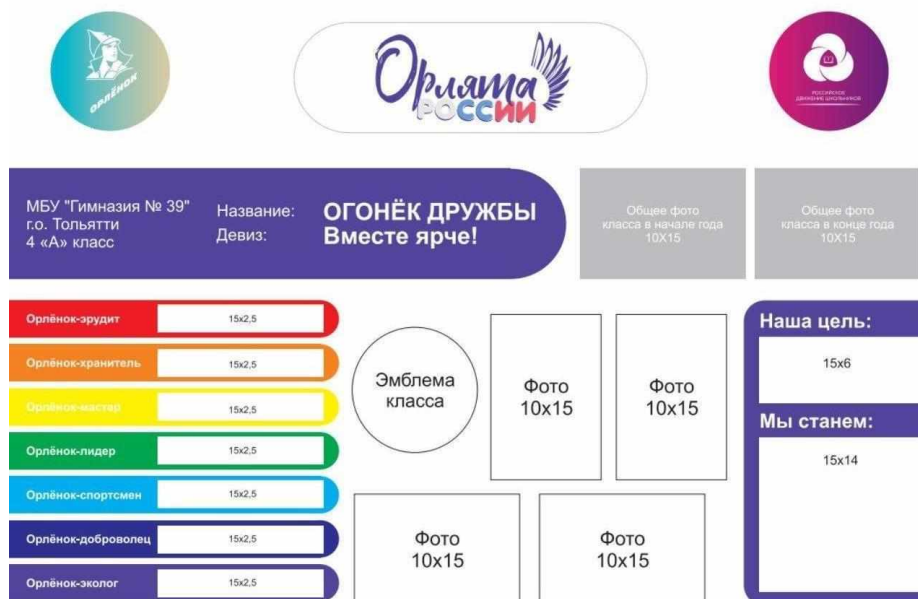 ОРЛЁНОК
Орлята
РОССИИ
РОССИЙСКОЕ
ДВИЖЕНИЕ ШКОЛЬНИКОВ
МБУ "Гимназия № 39"
г.о. Тольятти
4 «А» класс
Название:
Девиз:
ОГОНЁК ДРУЖБЫ
Вместе ярче!
Общее фото
класса в начале года
10X15
Общее фото
класса в конце года
10X15
Орлёнок-эрудит
15x2,5
Орлёнок-хранитель
15x2,5
Орлёнок-мастер
15x2,5
Орлёнок-лидер
15x2,5
Орлёнок-спортсмен
15x2,5
Орлёнок-доброволец
15x2,5
Орлёнок-эколог
15x2,5
Эмблема
класса
Фото
10x15
Фото
10x15
Фото
10x15
Фото
10x15
Наша цель:
15x6
Мы станем:
15x14